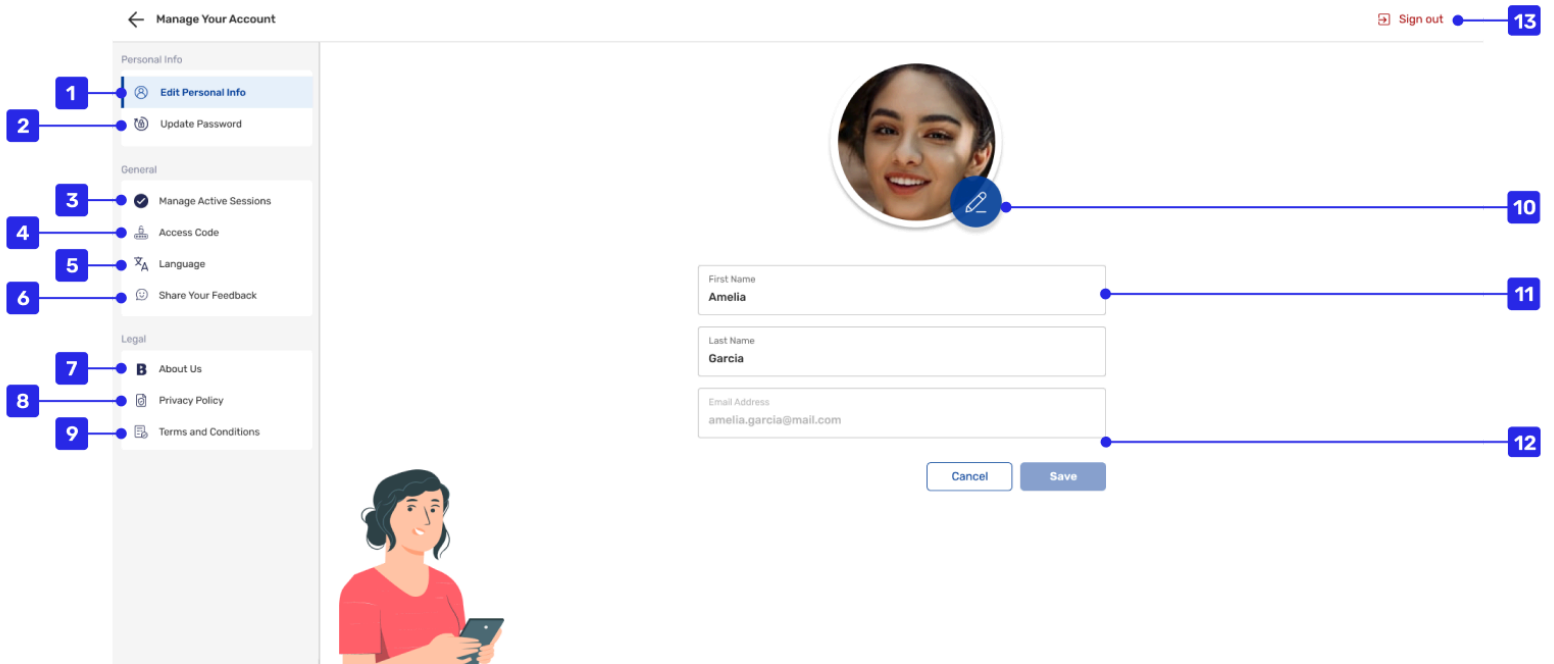 Manage Your Account
Sign out
13
Personal Info
1
Edit Personal Info
2
Update Password
General
3
Manage Active Sessions
4
Access Code
5
Language
6
Share Your Feedback
Legal
7
B About Us
8
Privacy Policy
9
Terms and Conditions
10
First Name
Amelia
11
Last Name
Garcia
Email Address
amelia.garcia@mail.com
12
Cancel
Save